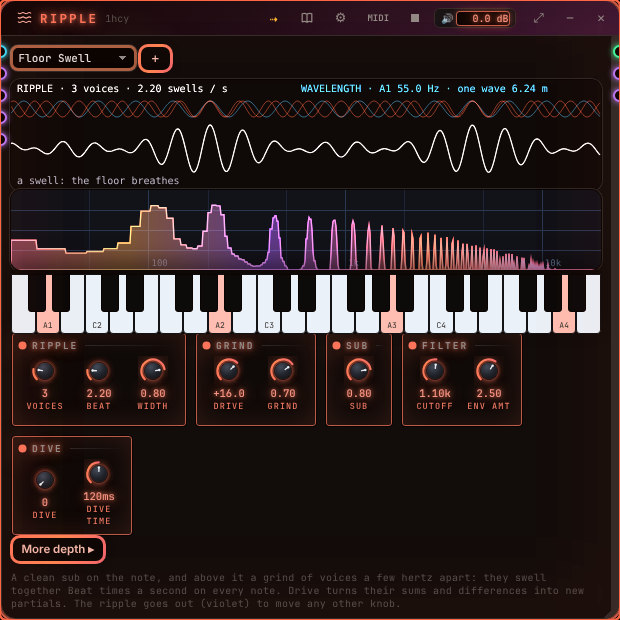 RIPPLE 1hcy MIDI 0.0 dB
Floor Swell +
RIPPLE · 3 voices · 2.20 swells / s WAVELENGTH · A1 55.0 Hz · one wave 6.24 m
a swell: the floor breathes
100 10k
A1 C2 A2 C3 A3 C4 A4
RIPPLE GRIND SUB FILTER
3 2.20 0.80 +16.0 0.70 0.80 1.10k 2.50
VOICES BEAT WIDTH DRIVE GRIND SUB CUTOFF ENV AMT
DIVE
0 120ms
DIVE DIVE TIME
More depth ▸
A clean sub on the note, and above it a grind of voices a few hertz apart: they swell
together Beat times a second on every note. Drive turns their sums and differences into new
partials. The ripple goes out (violet) to move any other knob.